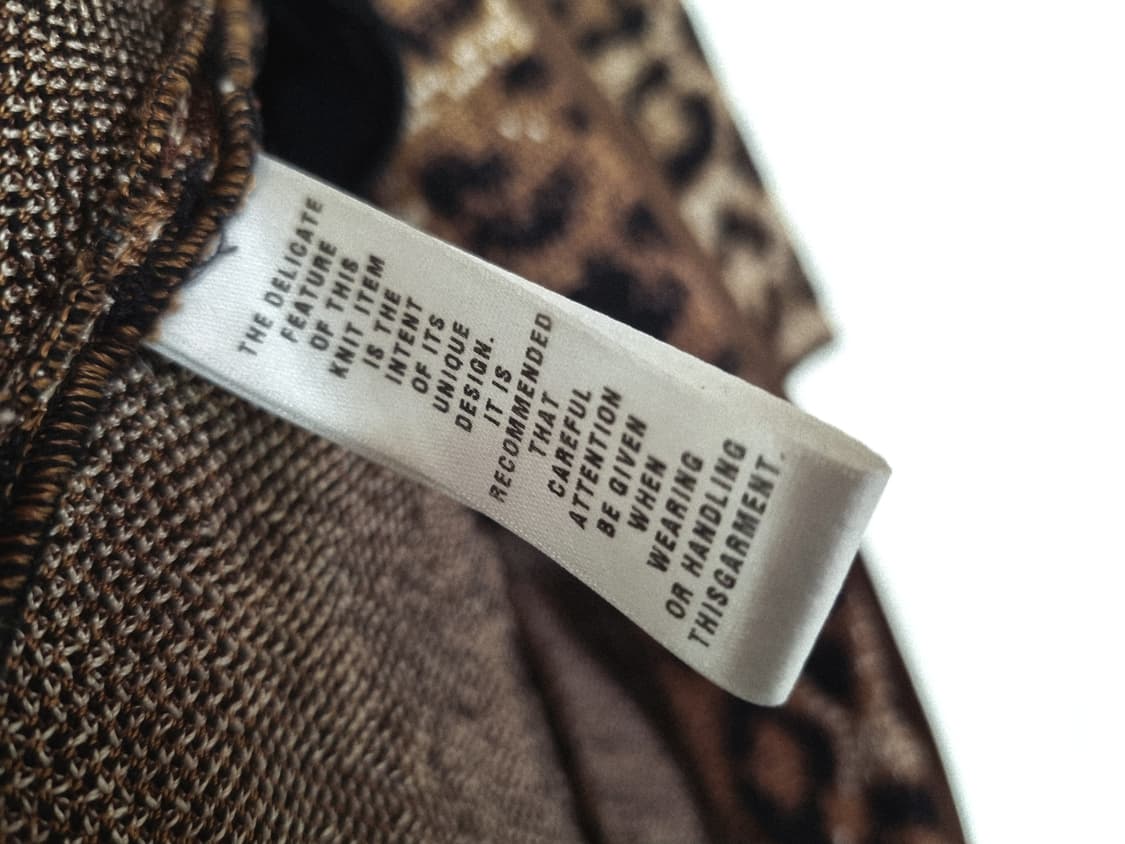 THE DELICATE
FEATURE
OF THIS
KNIT ITEM
IS THE
INTENT
OF ITS
UNIQUE
DESIGN.
IT IS
RECOMMENDED
THAT
CAREFUL
ATTENTION
BE GIVEN
WHEN
WEARING
OR HANDLING
THISGARMENT.